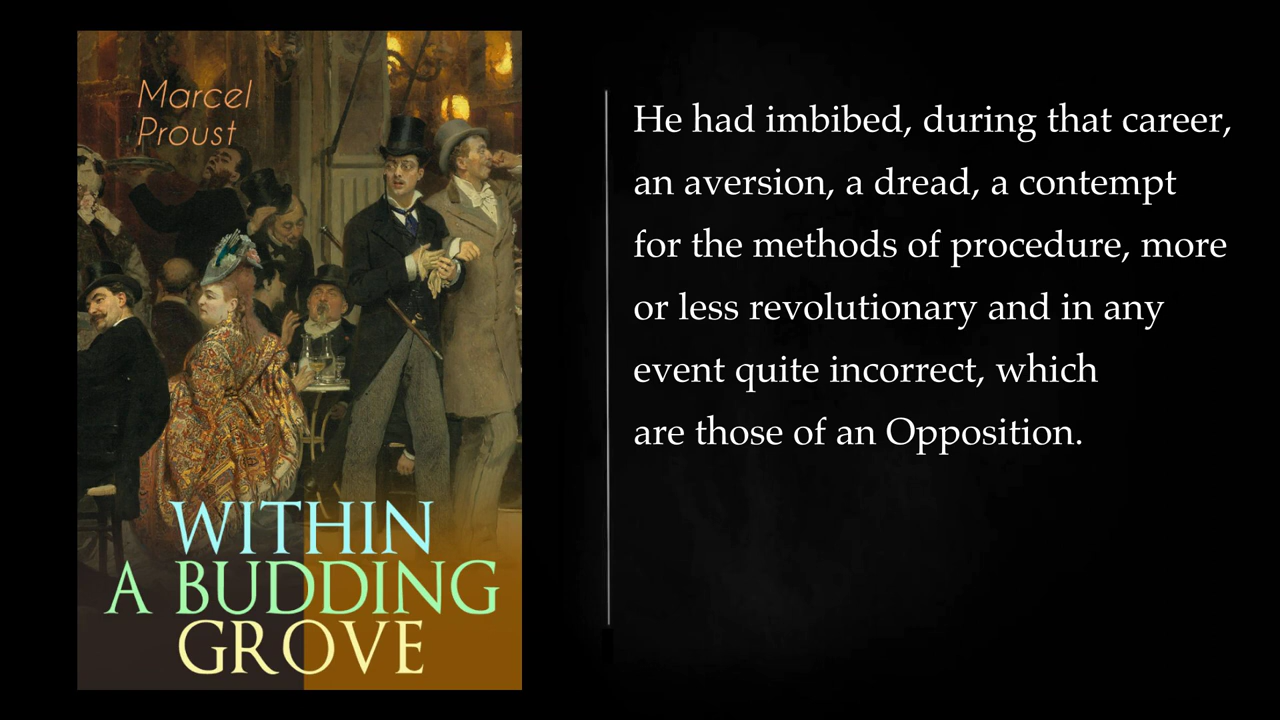 Marcel
Proust
WITHIN
A BUDDING
GROVE
He had imbibed, during that career,
an aversion, a dread, a contempt
for the methods of procedure, more
or less revolutionary and in any
event quite incorrect, which
are those of an Opposition.